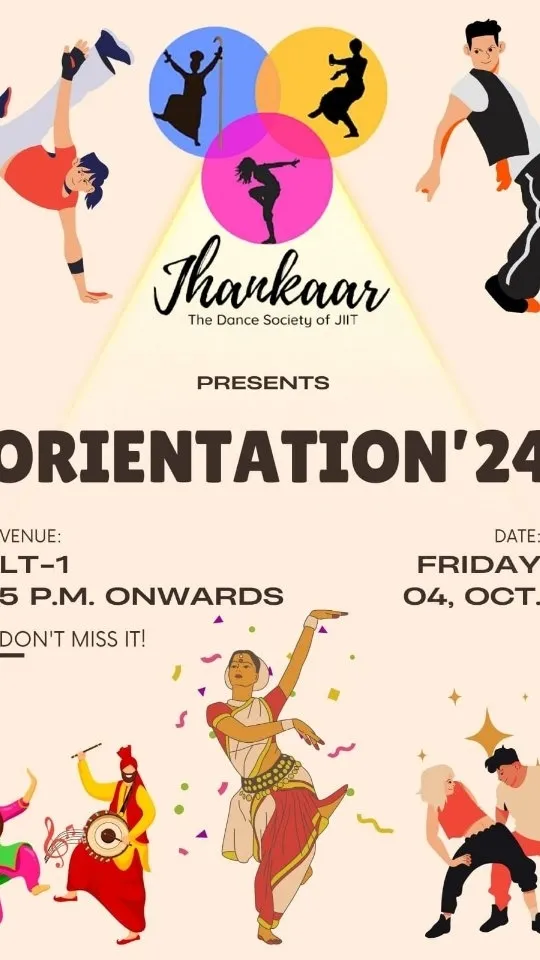 Jhankaar
The Dance Society of JIIT
PRESENTS
ORIENTATION'24
VENUE:
LT-1
5 P.M. ONWARDS
DON'T MISS IT!
DATE:
FRIDAY
04, OCT.